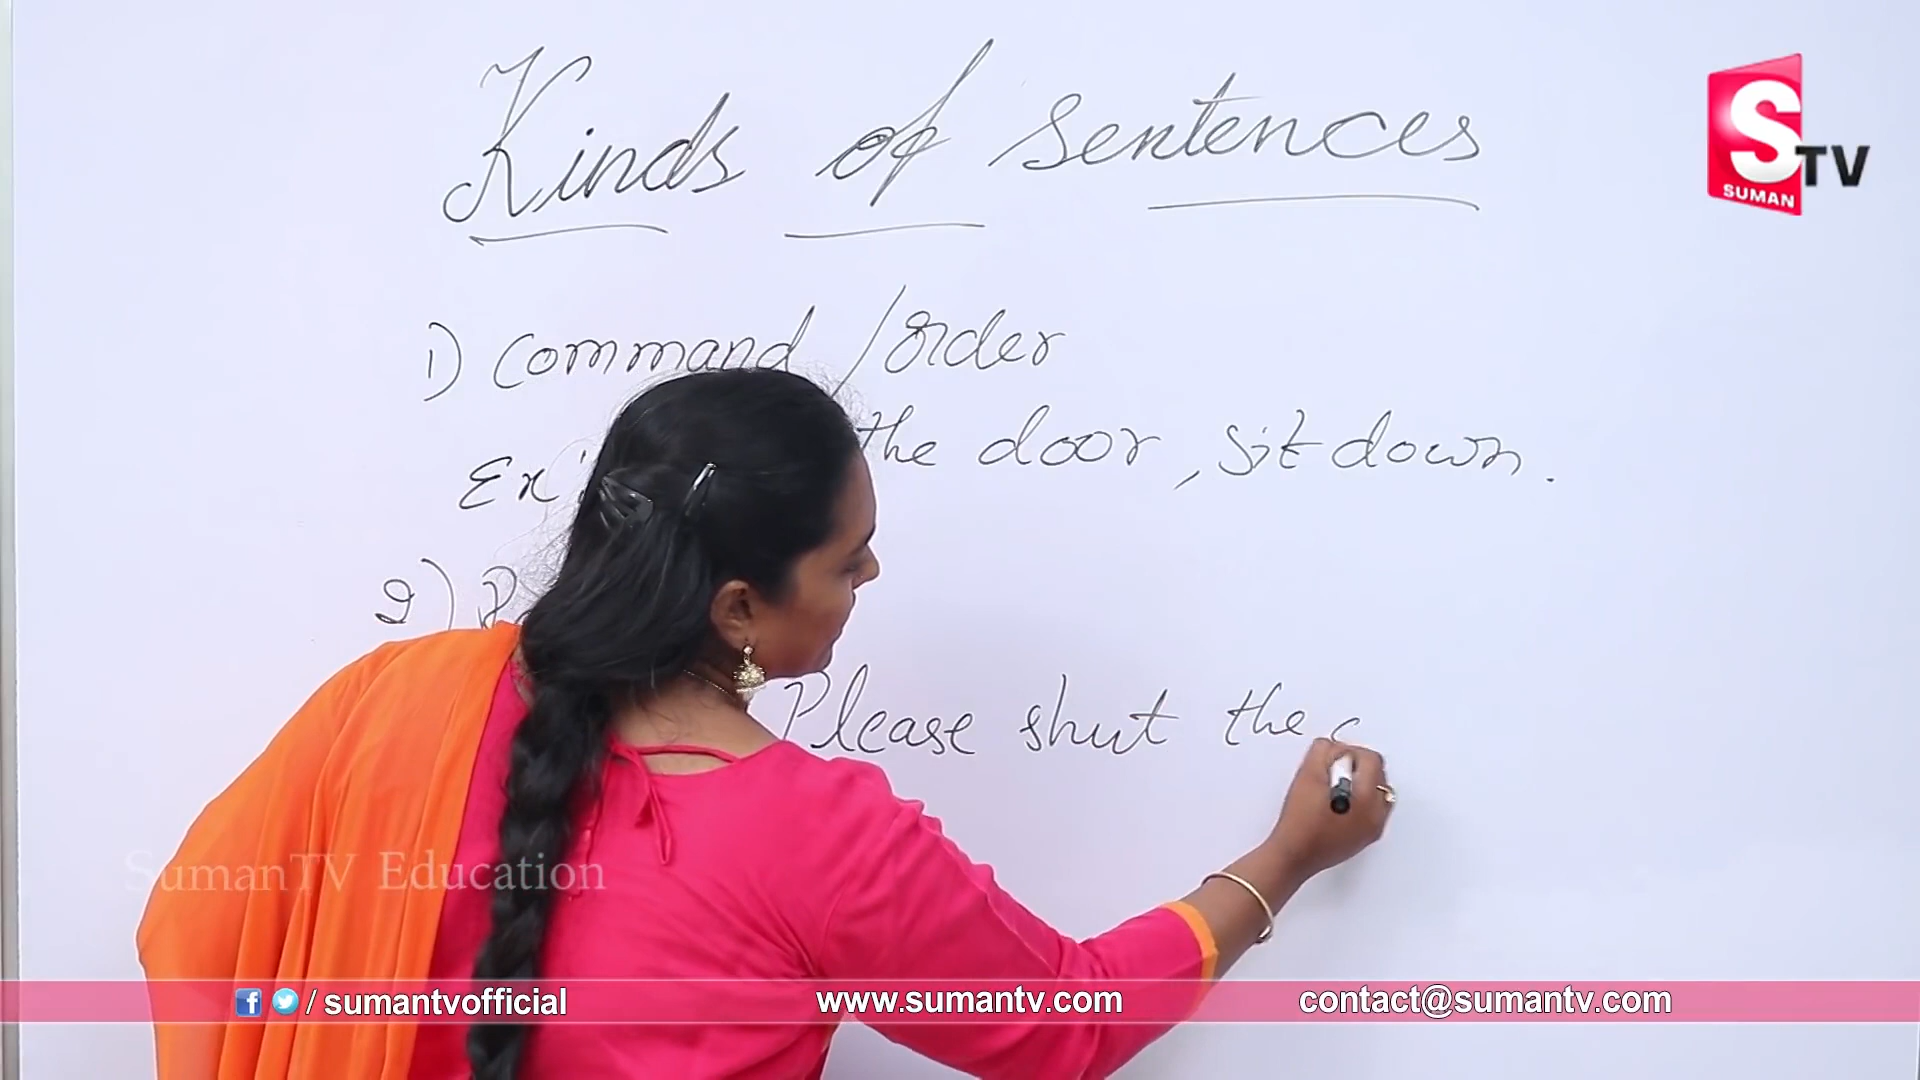 Kinds of Sentences
S TV
SUMAN
1) Command / Order
Ex: the door, sit down.
2)
Please shut the
SumanTV Education
/ sumantvofficial
www.sumantv.com
contact@sumantv.com